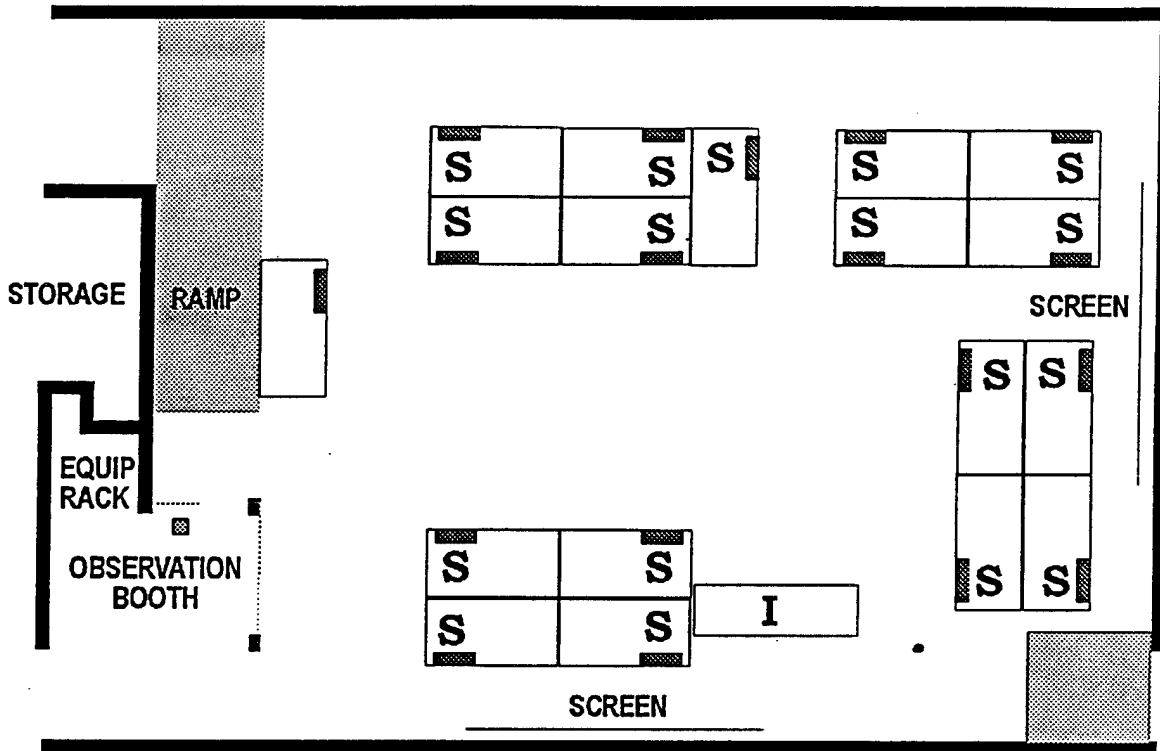 S S S S S
S S S S
STORAGE
RAMP
SCREEN
S S
EQUIP
RACK
OBSERVATION
BOOTH
S S S S
I
S S
SCREEN